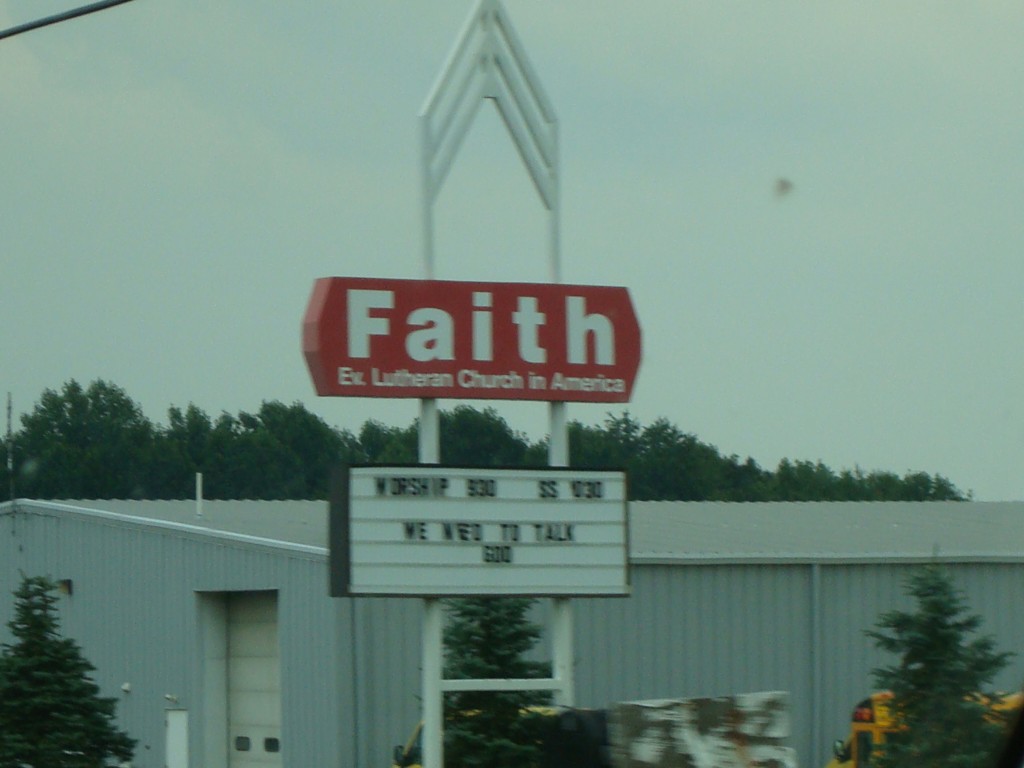 Faith
Ev. Lutheran Church in America
WORSHIP 930 SS 1030
WE NEED TO TALK
GOD